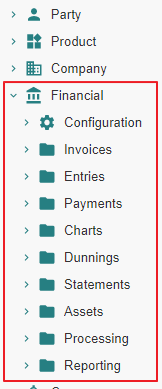 Party
Product
Company
Financial
Configuration
Invoices
Entries
Payments
Charts
Dunnings
Statements
Assets
Processing
Reporting